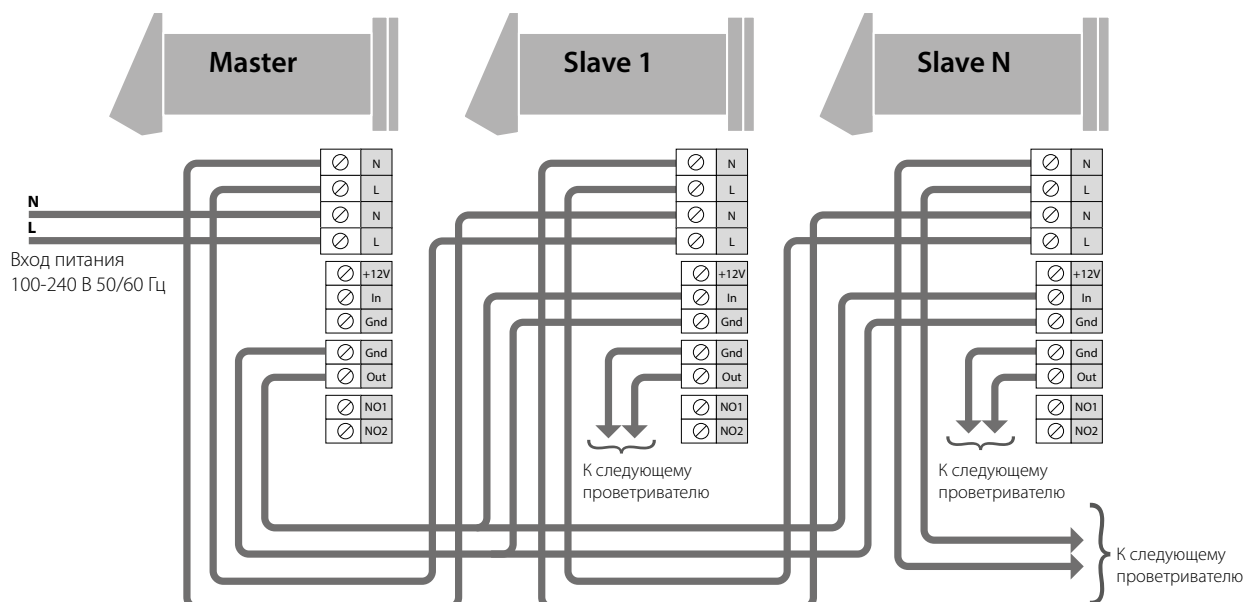 Master
Slave 1
Slave N
N
L
N
L
+12V
In
Gnd
Gnd
Out
NO1
NO2
N
L
Вход питания
100-240 В 50/60 Гц
N
L
N
L
+12V
In
Gnd
Gnd
Out
NO1
NO2
К следующему
проветривателю
N
L
N
L
+12V
In
Gnd
Gnd
Out
NO1
NO2
К следующему
проветривателю
К следующему
проветривателю